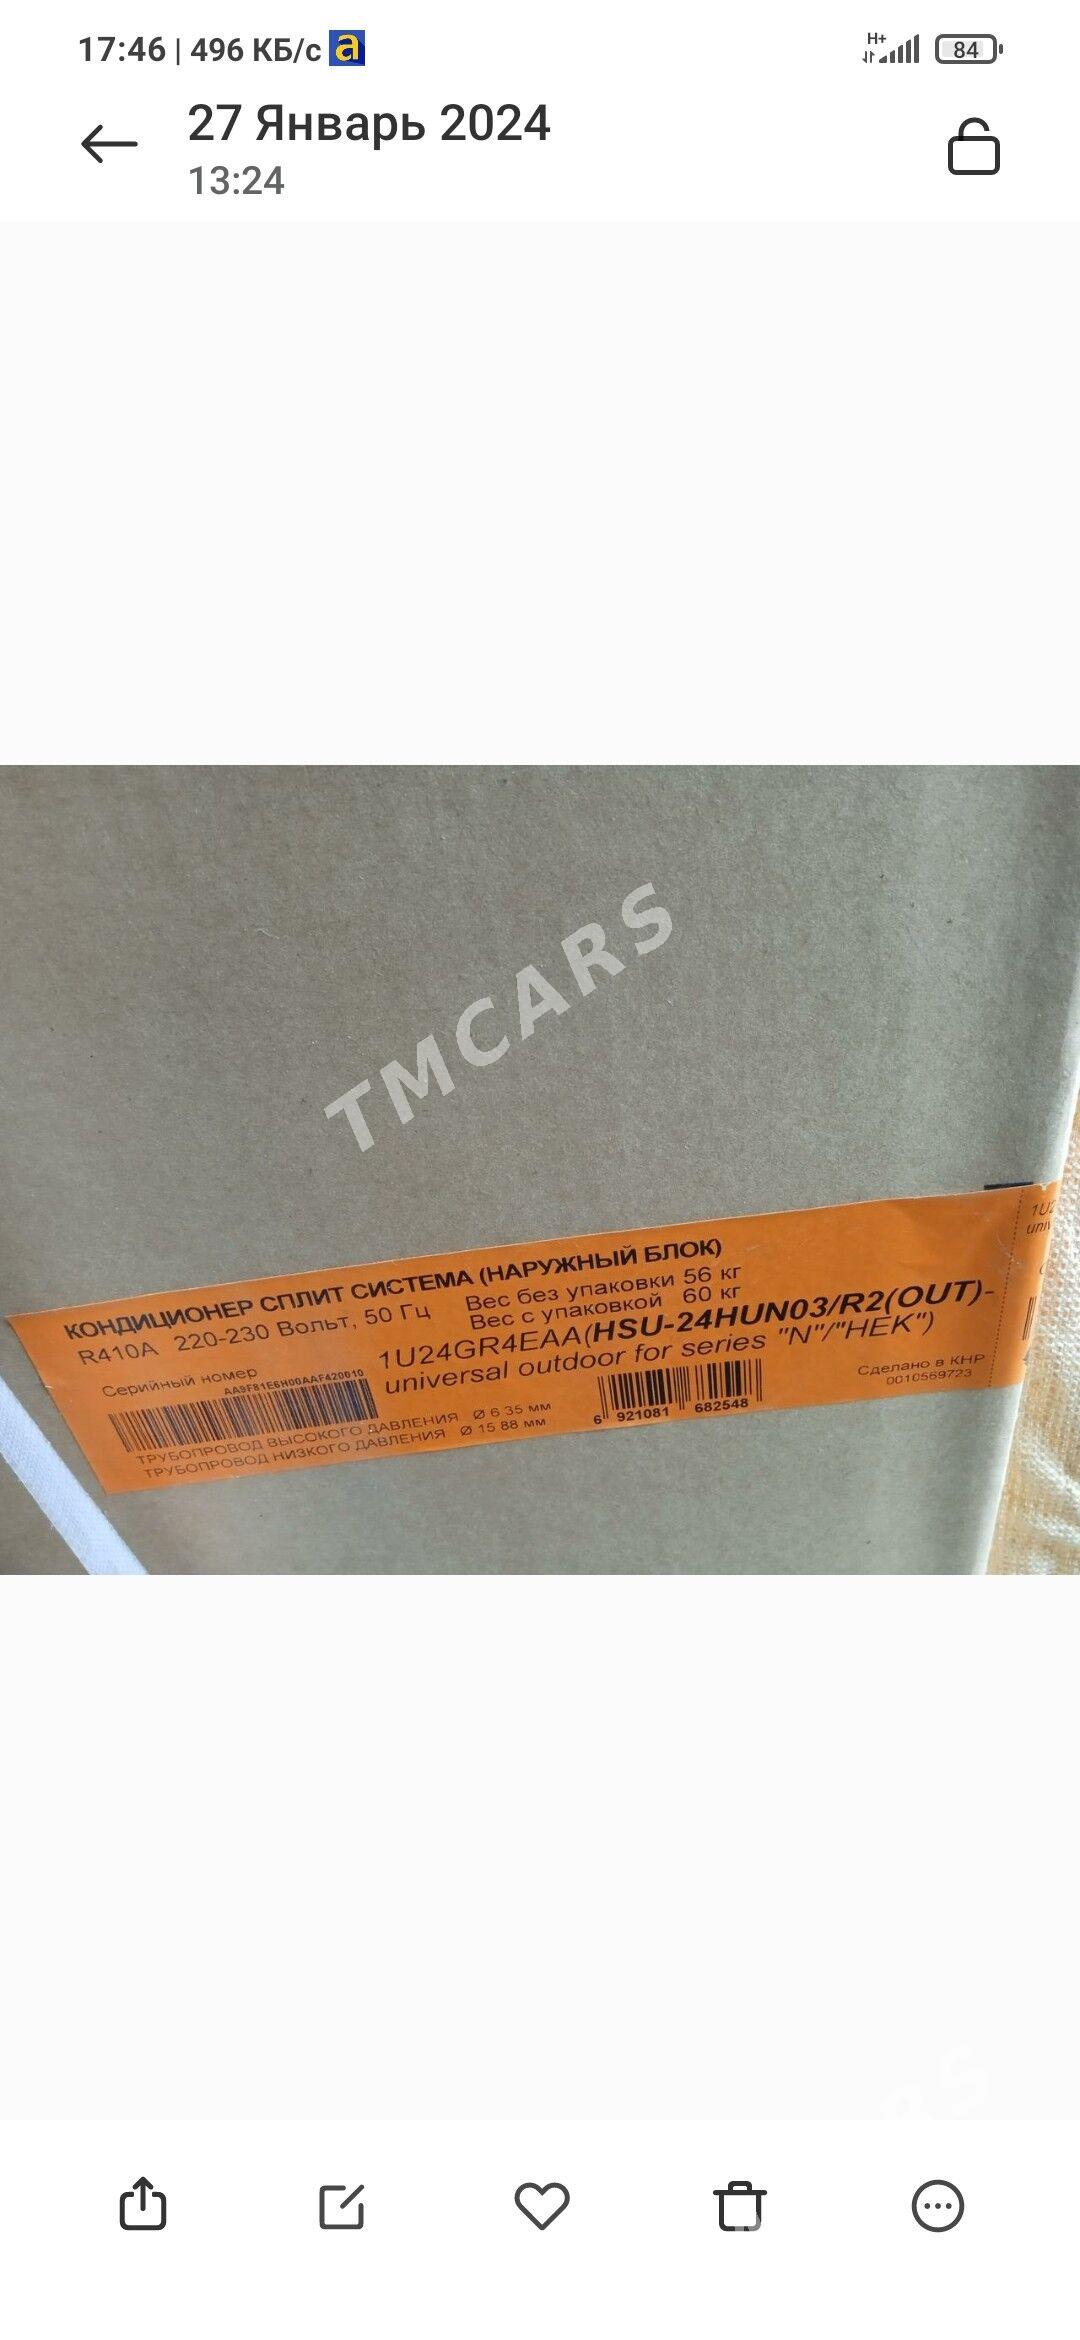 17:46 | 496 КБ/с a
H+
84
27 Январь 2024
13:24
TMCARS
КОНДИЦИОНЕР СПЛИТ СИСТЕМА (НАРУЖНЫЙ БЛОК)
R410A 220-230 Вольт, 50 Гц
Вес без упаковки 56 кг
Вес с упаковкой 60 кг
1U24GR4EAA(HSU-24HUN03/R2(OUT)-
universal outdoor for series "N"/"HEK")
Серийный номер
AA9F81E6H00AAF420010
ТРУБОПРОВОД ВЫСОКОГО ДАВЛЕНИЯ Ø 6 35 мм
ТРУБОПРОВОД НИЗКОГО ДАВЛЕНИЯ Ø 15 88 мм
6 921081 682548
Сделано в КНР
0010569723
1U2
univ
RS